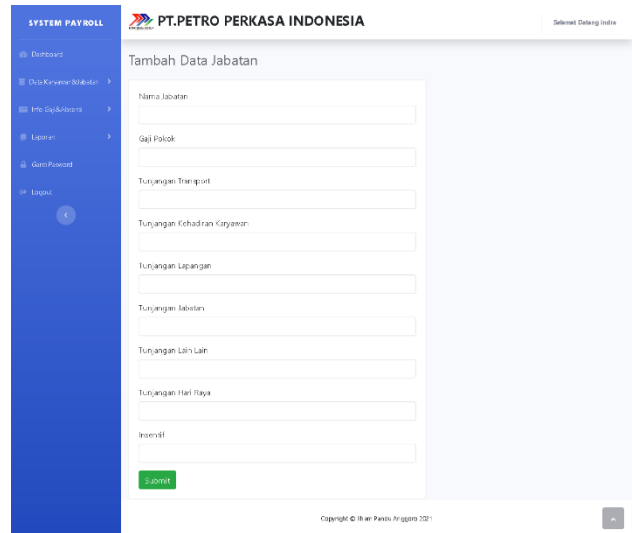 SYSTEM PAYROLL
PT.PETRO PERKASA INDONESIA
Selamat Datang Indra
Dashboard
Data Karyawan&Jabatan
Info Gaji&Absensi
Laporan
Ganti Password
Logout
Tambah Data Jabatan
Nama Jabatan
Gaji Pokok
Tunjangan Transport
Tunjangan Kehadiran Karyawan
Tunjangan Lapangan
Tunjangan Jabatan
Tunjangan Lain Lain
Tunjangan Hari Raya
Insentif
Submit
Copyright © Ilham Pandu Anggoro 2021